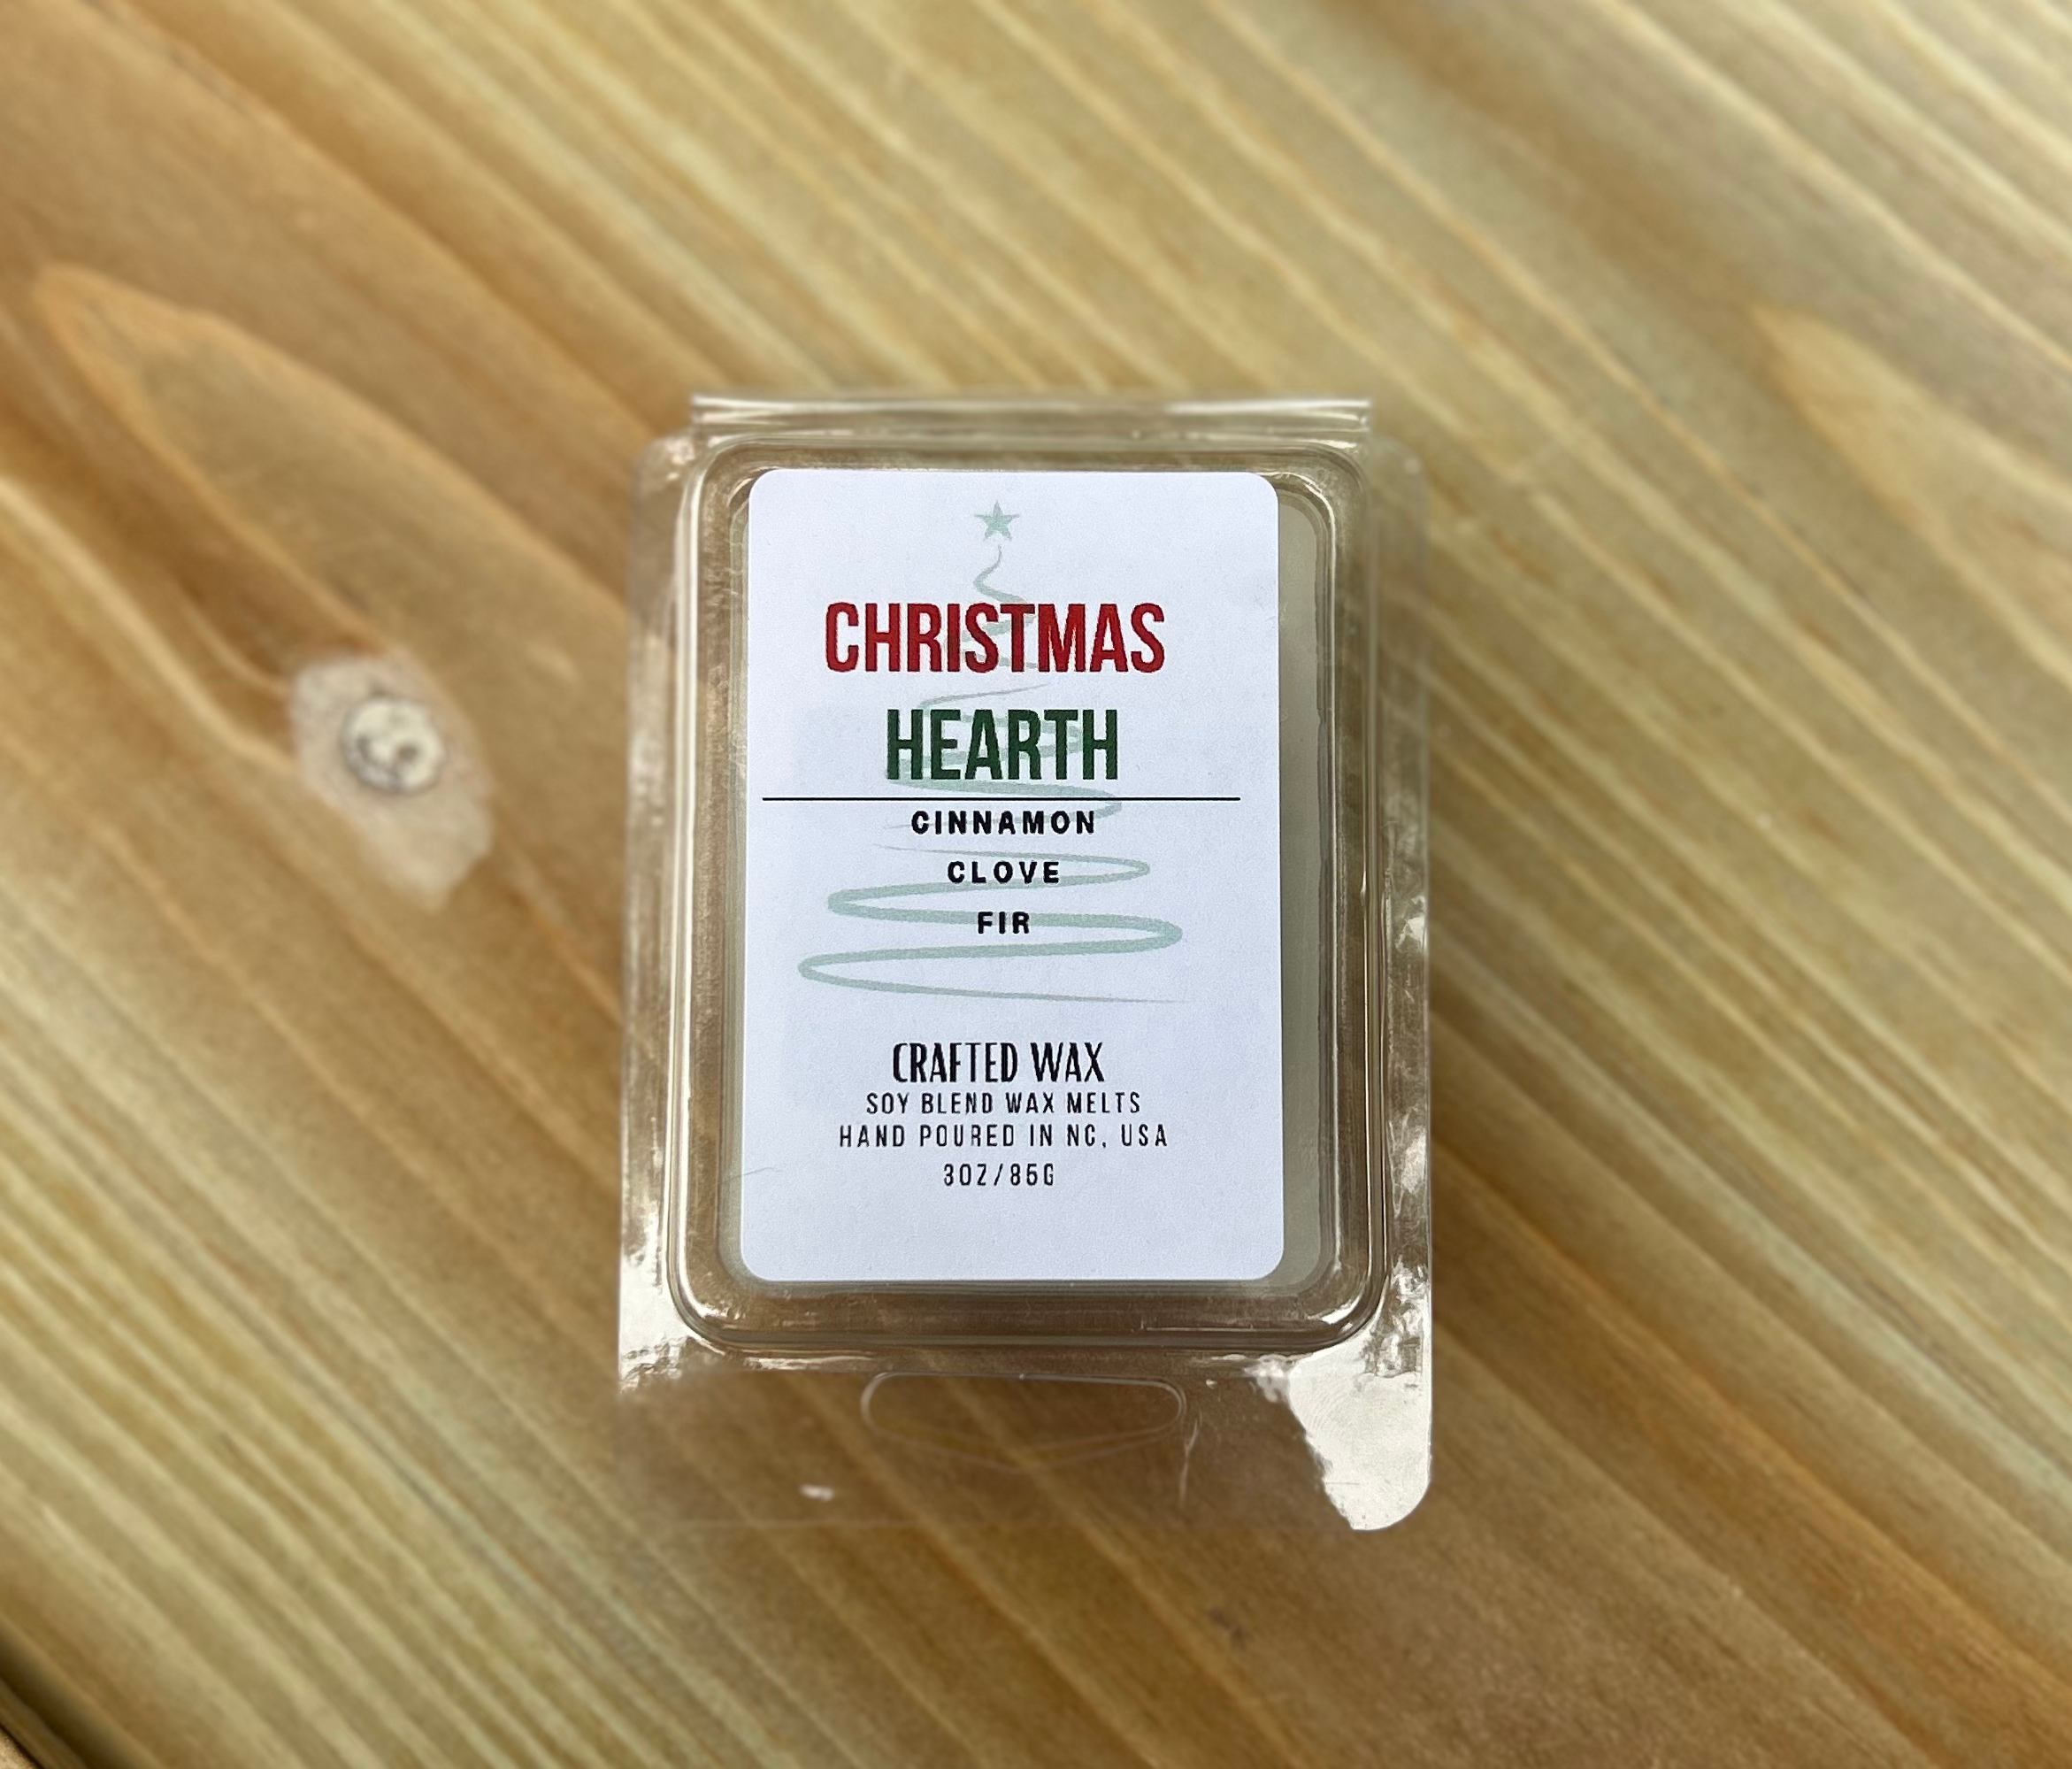 CHRISTMAS
HEARTH
CINNAMON
CLOVE
FIR
CRAFTED WAX
SOY BLEND WAX MELTS
HAND POURED IN NC, USA
3OZ/85G